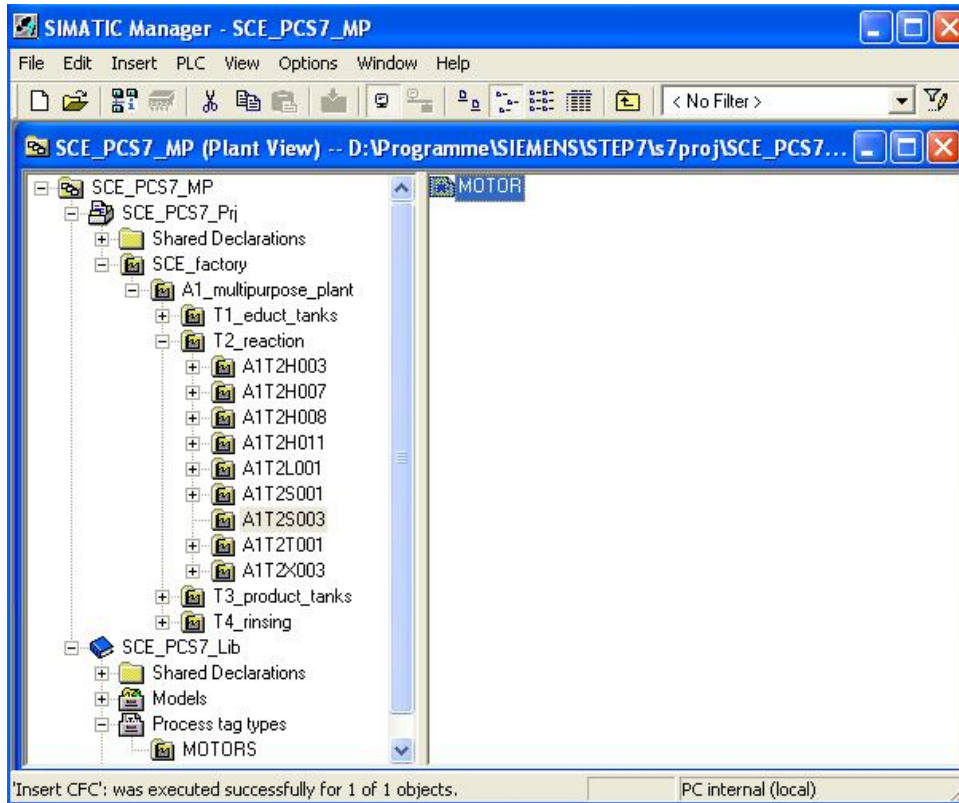 SIMATIC Manager - SCE_PCS7_MP
File Edit Insert PLC View Options Window Help
< No Filter >
SCE_PCS7_MP (Plant View) -- D:\Programme\SIEMENS\STEP7\s7proj\SCE_PCS7...
SCE_PCS7_MP
MOTOR
SCE_PCS7_Prj
Shared Declarations
SCE_factory
A1_multipurpose_plant
T1_educt_tanks
T2_reaction
A1T2H003
A1T2H007
A1T2H008
A1T2H011
A1T2L001
A1T2S001
A1T2S003
A1T2T001
A1T2X003
T3_product_tanks
T4_rinsing
SCE_PCS7_Lib
Shared Declarations
Models
Process tag types
MOTORS
'Insert CFC': was executed successfully for 1 of 1 objects.
PC internal (local)